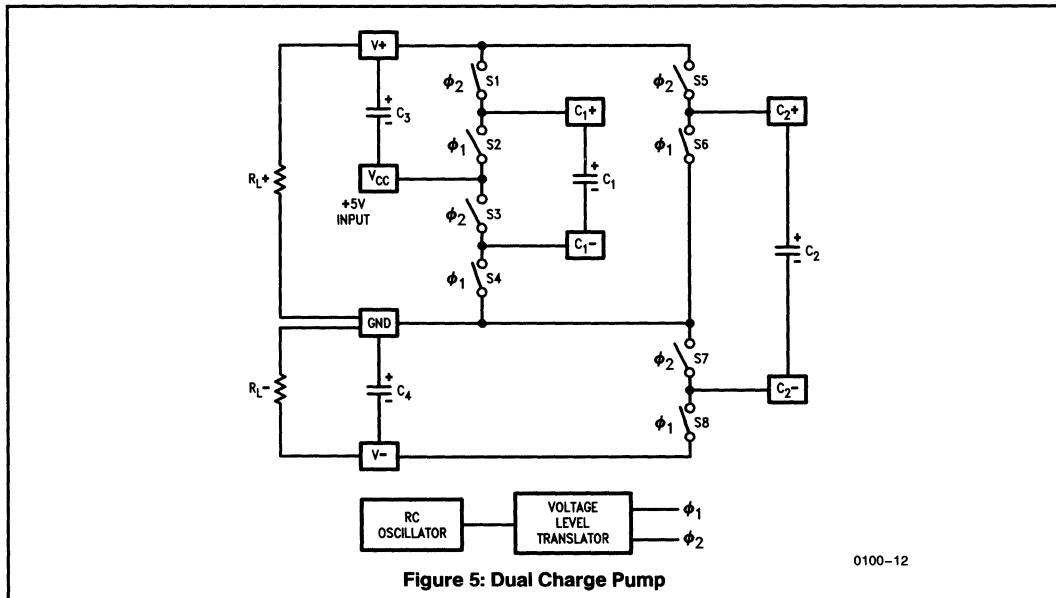 V+
ϕ2 S1
ϕ2 S5
C3
+
-
C1+
C2+
ϕ1 S2
ϕ1 S6
RL+
VCC
+
C1
-
+5V
INPUT
ϕ2 S3
+
C2
-
C1-
ϕ1 S4
GND
ϕ2 S7
RL-
+
C4
-
C2-
ϕ1 S8
V-
RC
OSCILLATOR
VOLTAGE
LEVEL
TRANSLATOR
ϕ1
ϕ2
0100-12
Figure 5: Dual Charge Pump